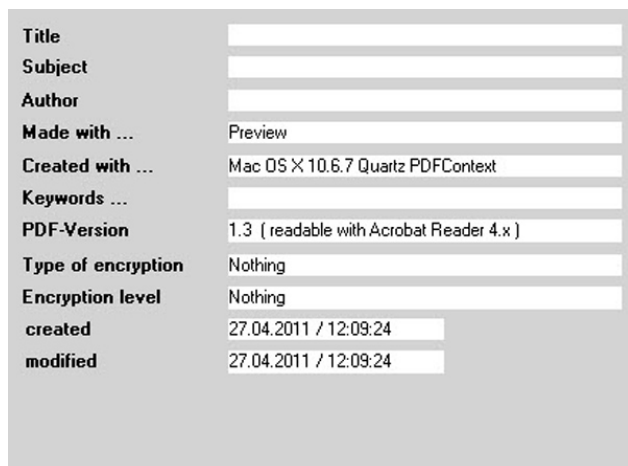 Title
Subject
Author
Made with ... Preview
Created with ... Mac OS X 10.6.7 Quartz PDFContext
Keywords ...
PDF-Version 1.3 ( readable with Acrobat Reader 4.x )
Type of encryption Nothing
Encryption level Nothing
created 27.04.2011 / 12:09:24
modified 27.04.2011 / 12:09:24